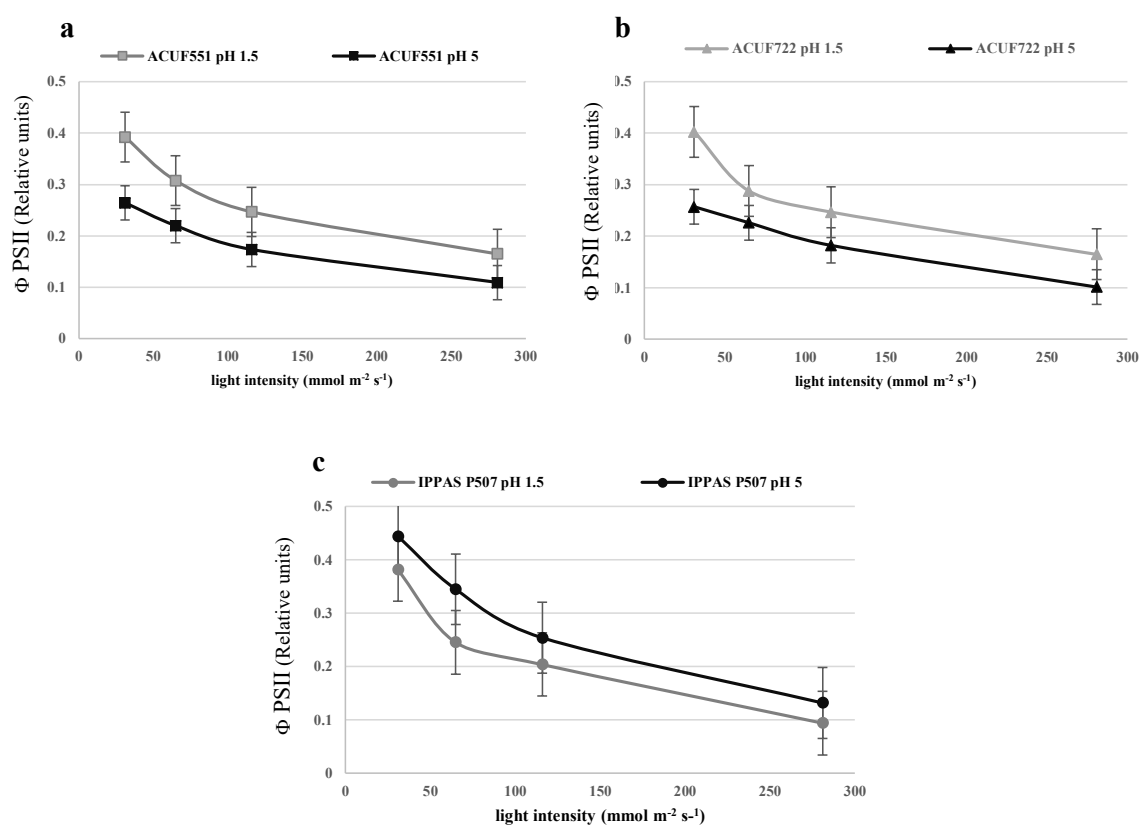 a
ACUF551 pH 1.5 ACUF551 pH 5
Φ PSII (Relative units)
0.5
0.4
0.3
0.2
0.1
0
0 50 100 150 200 250 300
light intensity (mmol m⁻² s⁻¹)
b
ACUF722 pH 1.5 ACUF722 pH 5
Φ PSII (Relative units)
0.5
0.4
0.3
0.2
0.1
0
0 50 100 150 200 250 300
light intensity (mmol m⁻² s⁻¹)
c
IPPAS P507 pH 1.5 IPPAS P507 pH 5
Φ PSII (Relative units)
0.5
0.4
0.3
0.2
0.1
0
0 50 100 150 200 250 300
light intensity (mmol m⁻² s-¹)